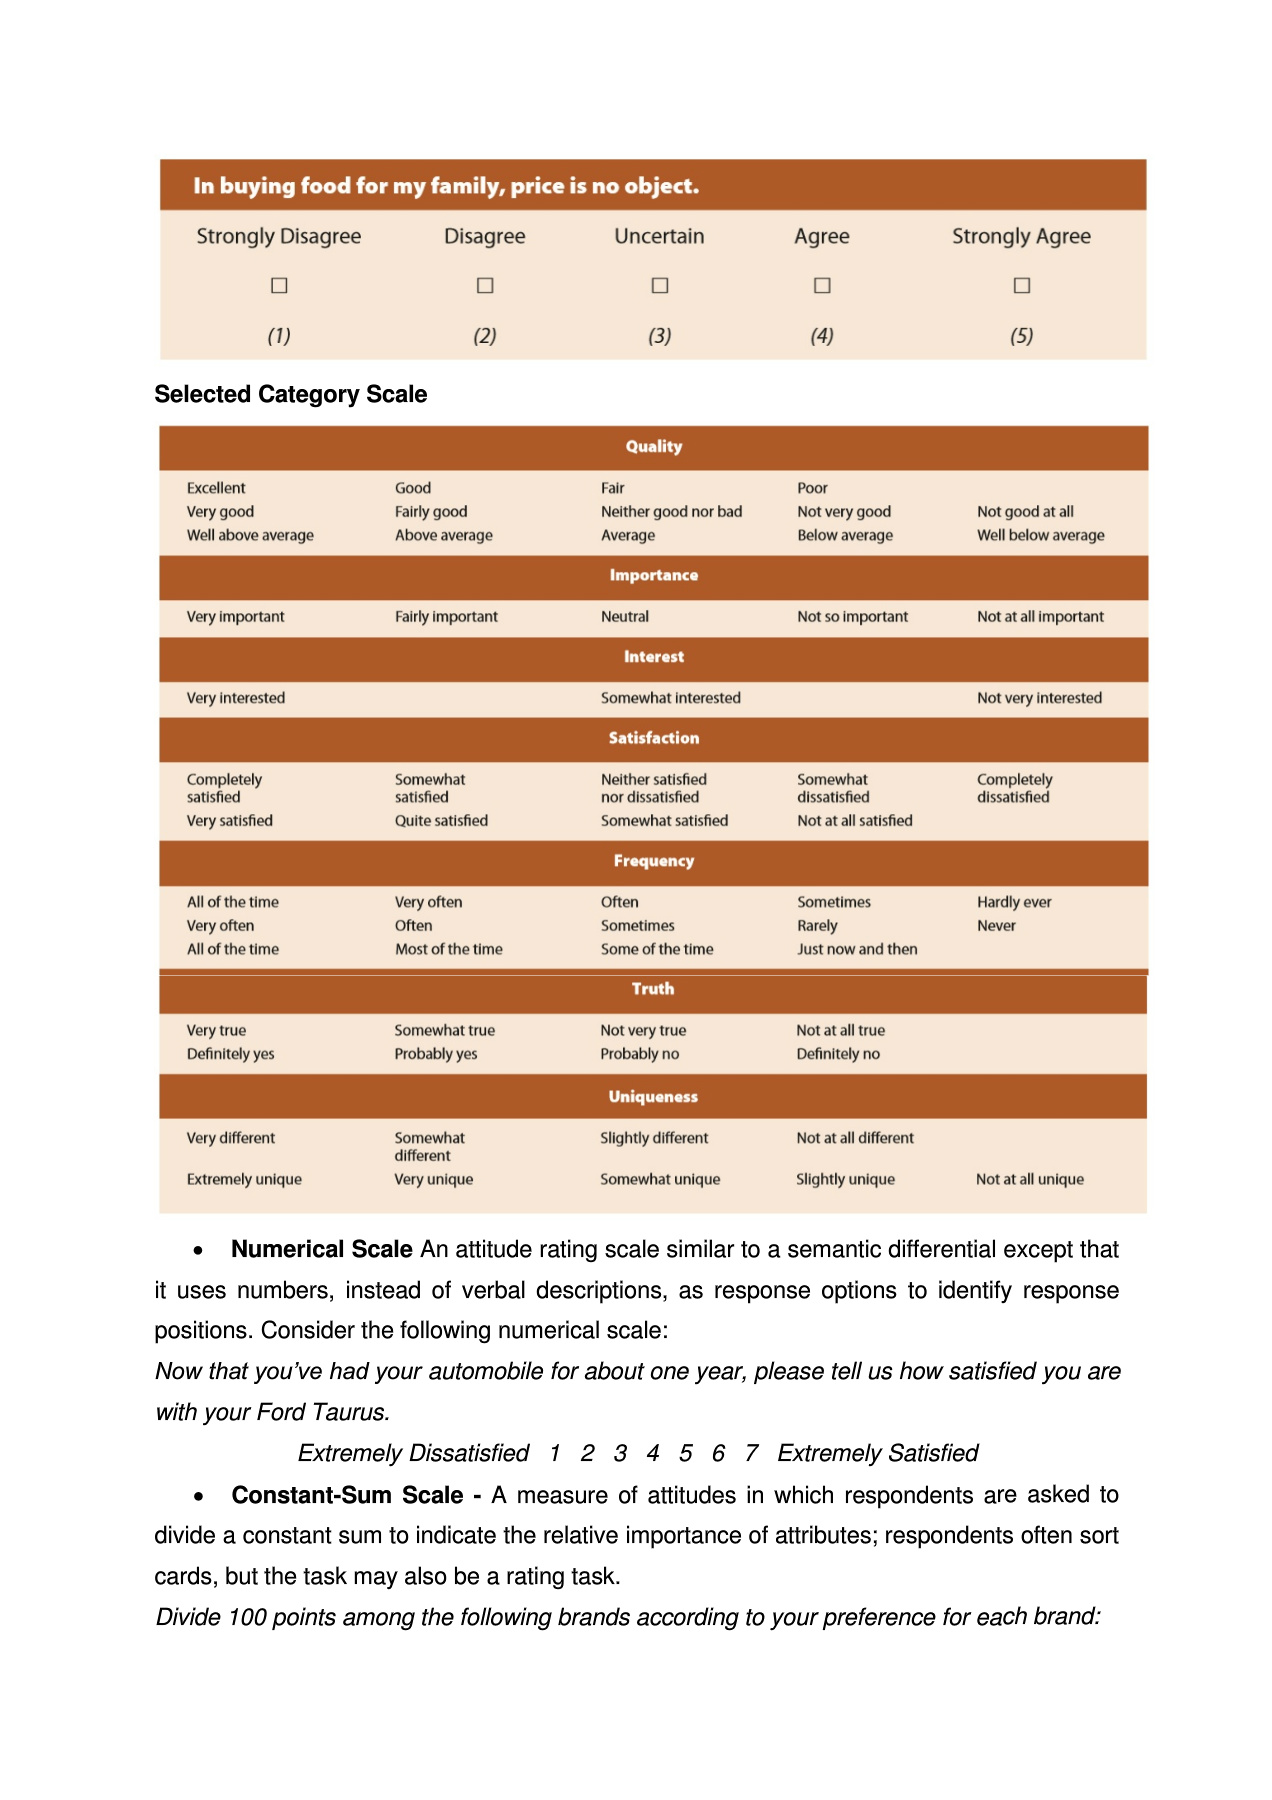 In buying food for my family, price is no object.
Strongly Disagree Disagree Uncertain Agree Strongly Agree
☐ ☐ ☐ ☐ ☐
(1) (2) (3) (4) (5)
Selected Category Scale
Quality
Excellent Good Fair Poor
Very good Fairly good Neither good nor bad Not very good Not good at all
Well above average Above average Average Below average Well below average
Importance
Very important Fairly important Neutral Not so important Not at all important
Interest
Very interested Somewhat interested Not very interested
Satisfaction
Completely Somewhat Neither satisfied Somewhat Completely
satisfied satisfied nor dissatisfied dissatisfied dissatisfied
Very satisfied Quite satisfied Somewhat satisfied Not at all satisfied
Frequency
All of the time Very often Often Sometimes Hardly ever
Very often Often Sometimes Rarely Never
All of the time Most of the time Some of the time Just now and then
Truth
Very true Somewhat true Not very true Not at all true
Definitely yes Probably yes Probably no Definitely no
Uniqueness
Very different Somewhat Slightly different Not at all different
different
Extremely unique Very unique Somewhat unique Slightly unique Not at all unique
• Numerical Scale An attitude rating scale similar to a semantic differential except that
it uses numbers, instead of verbal descriptions, as response options to identify response
positions. Consider the following numerical scale:
Now that you've had your automobile for about one year, please tell us how satisfied you are
with your Ford Taurus.
Extremely Dissatisfied 1 2 3 4 5 6 7 Extremely Satisfied
• Constant-Sum Scale - A measure of attitudes in which respondents are asked to
divide a constant sum to indicate the relative importance of attributes; respondents often sort
cards, but the task may also be a rating task.
Divide 100 points among the following brands according to your preference for each brand: